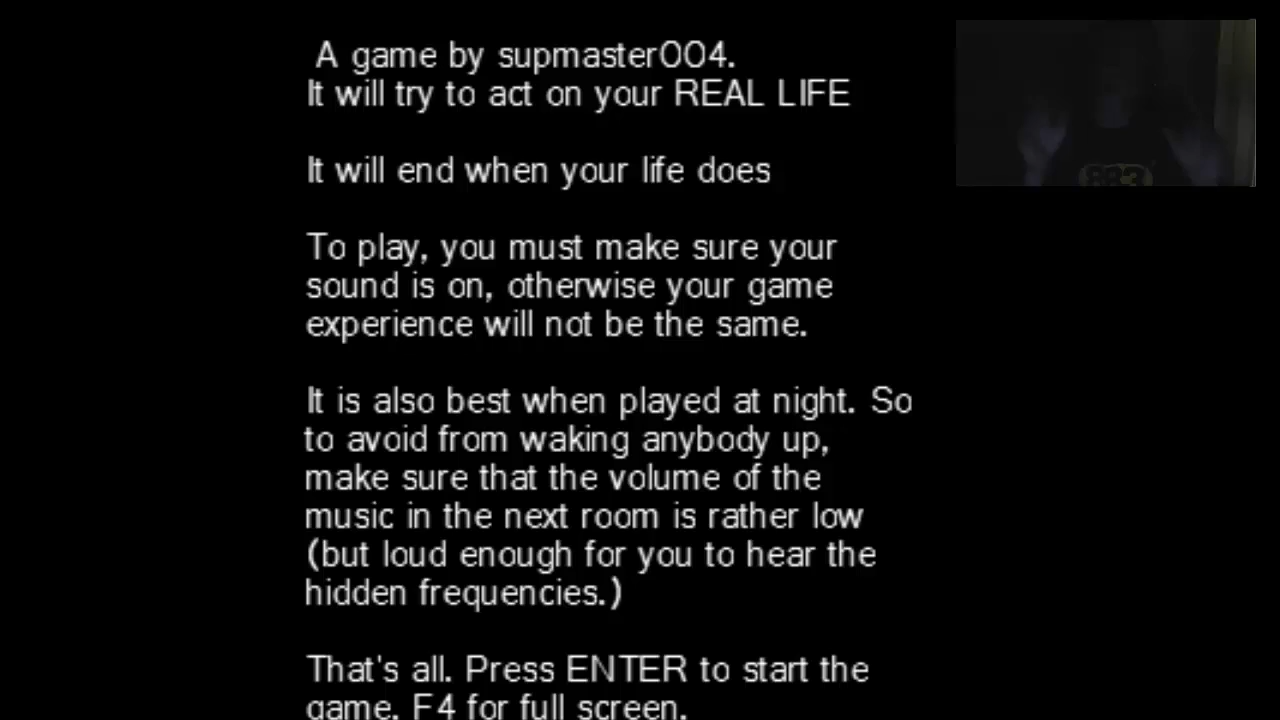 A game by supmaster004.
It will try to act on your REAL LIFE
It will end when your life does
To play, you must make sure your
sound is on, otherwise your game
experience will not be the same.
It is also best when played at night. So
to avoid from waking anybody up,
make sure that the volume of the
music in the next room is rather low
(but loud enough for you to hear the
hidden frequencies.)
That's all. Press ENTER to start the
game. F4 for full screen.
883